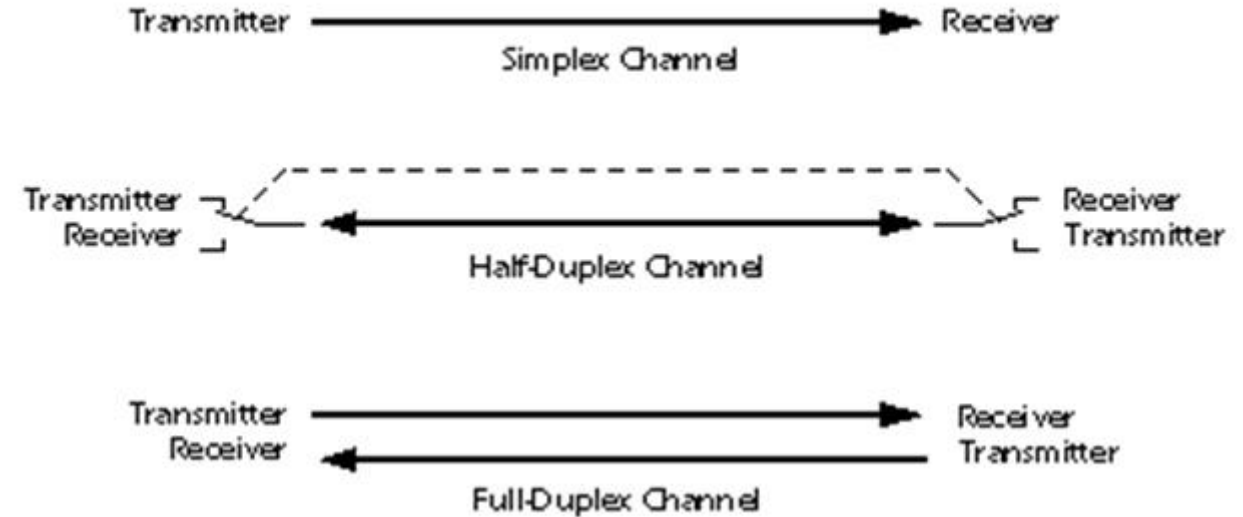 Transmitter Receiver
Simplex Channel
Transmitter Receiver
Receiver Transmitter
Half-Duplex Channel
Transmitter Receiver
Receiver Transmitter
Full-Duplex Channel